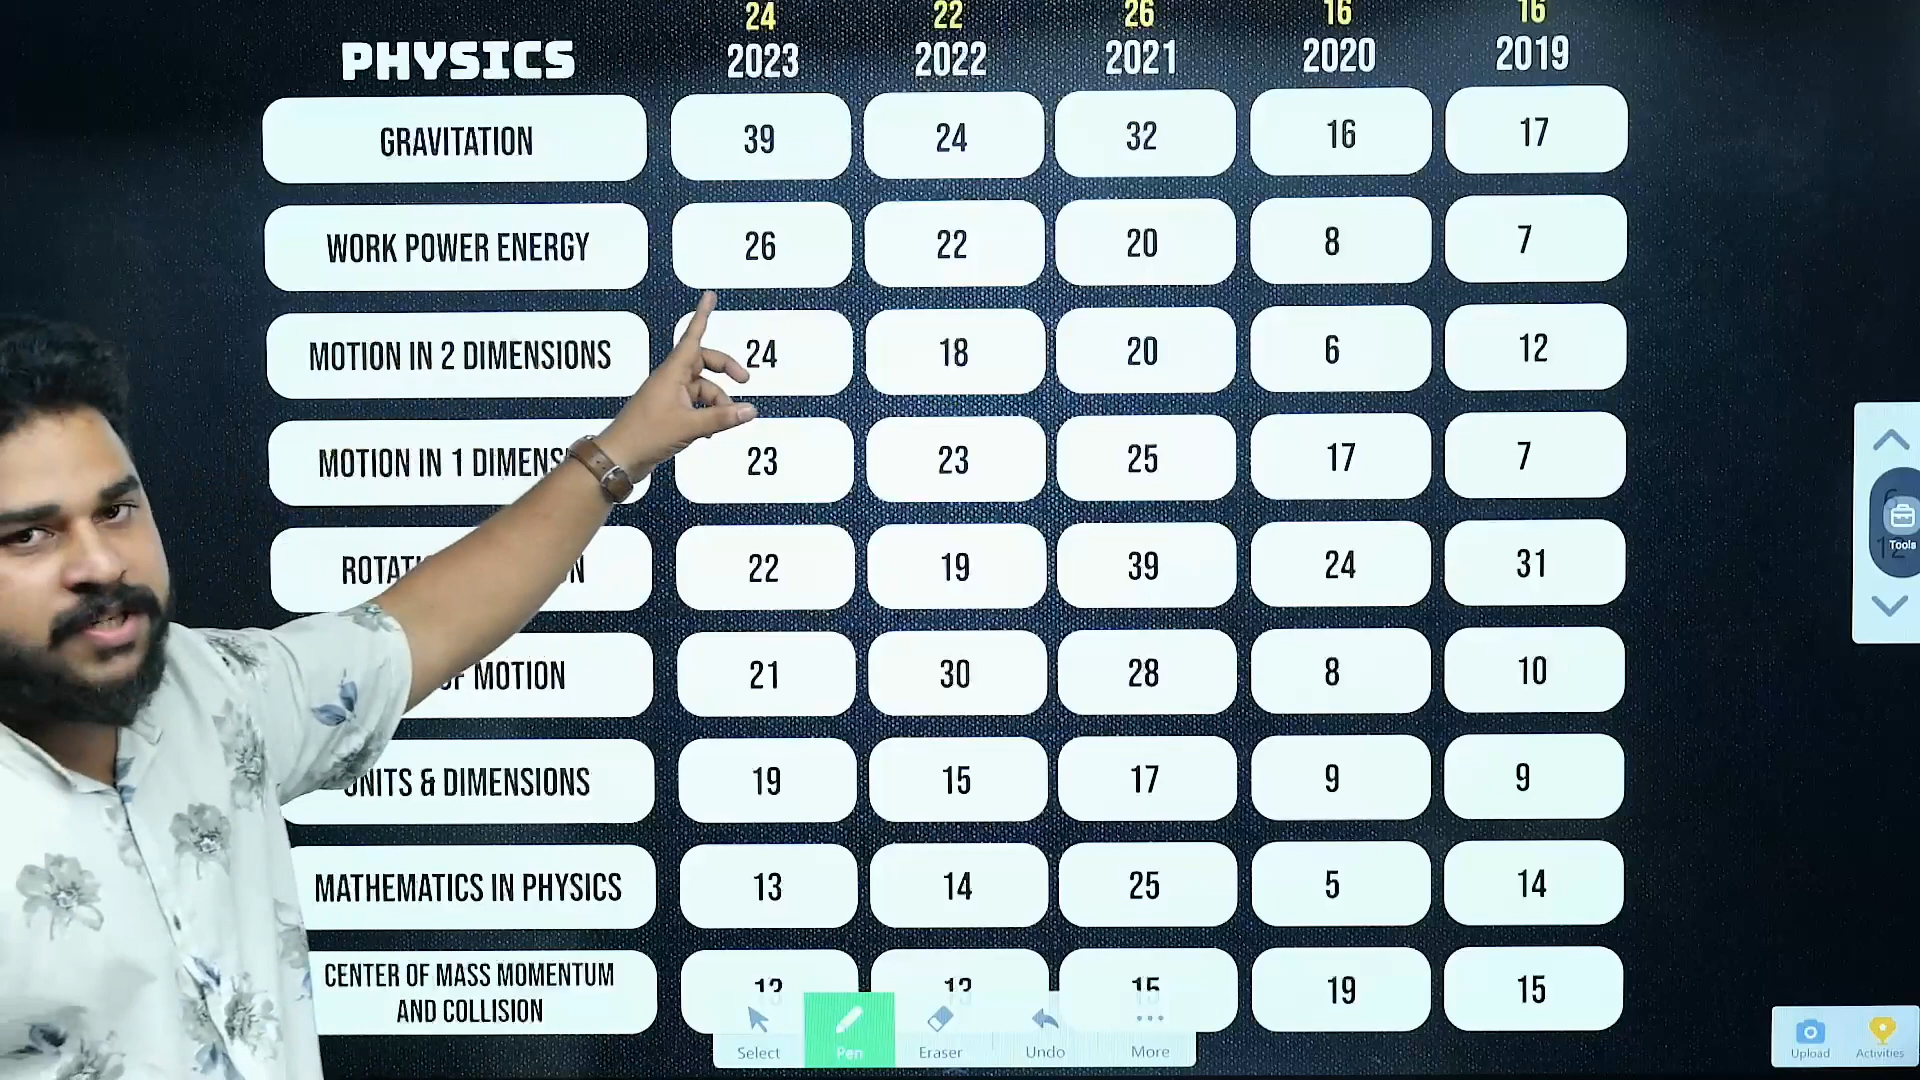 24 22 26 16 16
PHYSICS 2023 2022 2021 2020 2019
GRAVITATION 39 24 32 16 17
WORK POWER ENERGY 26 22 20 8 7
MOTION IN 2 DIMENSIONS 24 18 20 6 12
MOTION IN 1 23 23 25 17 7
22 19 39 24 31
MOTION 21 30 28 8 10
UNITS & DIMENSIONS 19 15 17 9 9
MATHEMATICS IN PHYSICS 13 14 25 5 14
CENTER OF MASS MOMENTUM
AND COLLISION 13 13 15 19 15
Select Pen Eraser Undo More
Tools
Upload Activities